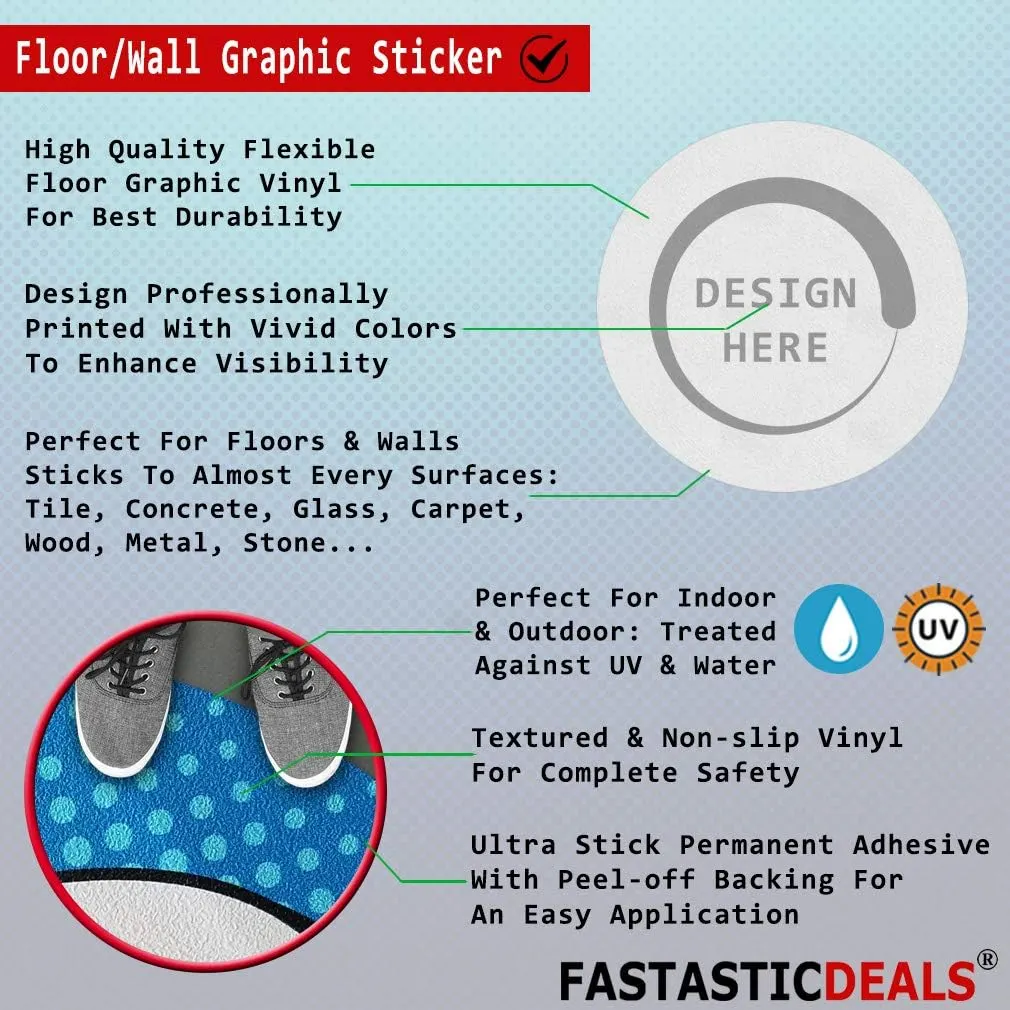 Floor/Wall Graphic Sticker
High Quality Flexible
Floor Graphic Vinyl
For Best Durability
DESIGN
HERE
Design Professionally
Printed With Vivid Colors
To Enhance Visibility
Perfect For Floors & Walls
Sticks To Almost Every Surfaces:
Tile, Concrete, Glass, Carpet,
Wood, Metal, Stone...
Perfect For Indoor
& Outdoor: Treated
Against UV & Water
UV
Textured & Non-slip Vinyl
For Complete Safety
Ultra Stick Permanent Adhesive
With Peel-off Backing For
An Easy Application
FASTASTICDEALS®